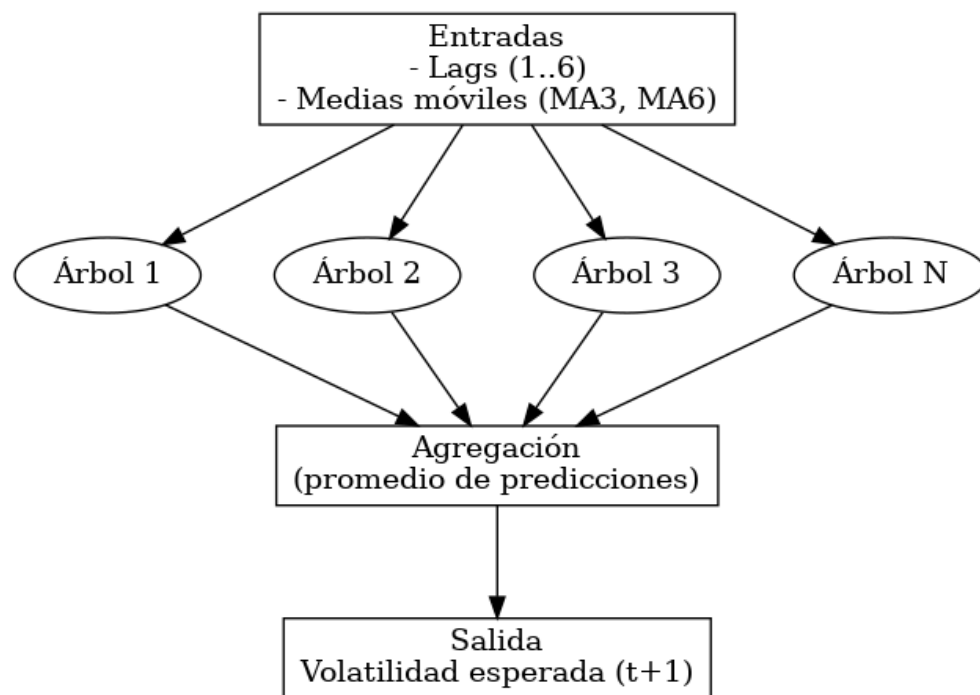 Entradas
- Lags (1..6)
- Medias móviles (MA3, MA6)
Árbol 1
Árbol 2
Árbol 3
Árbol N
Agregación
(promedio de predicciones)
Salida
Volatilidad esperada (t+1)